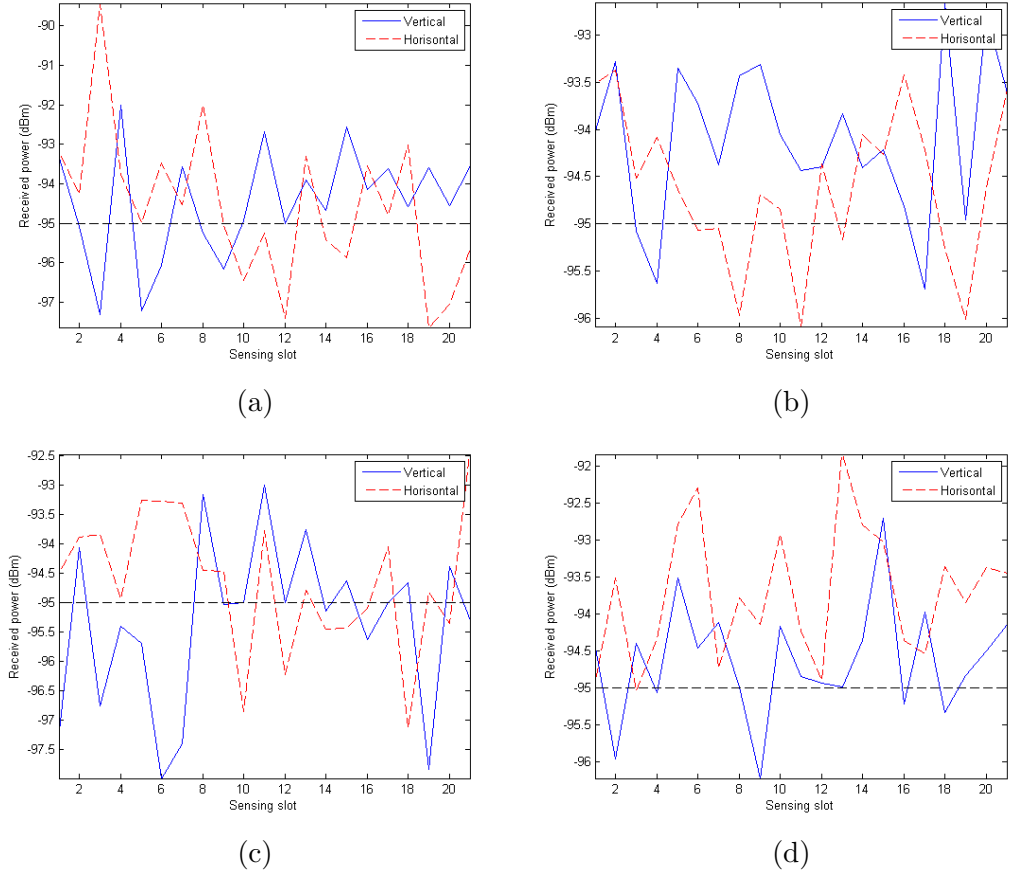 -90
-91
-92
-93
-94
-95
-96
-97
Received power (dBm)
2 4 6 8 10 12 14 16 18 20
Sensing slot
Vertical
Horisontal
(a)
-93
-93.5
-94
-94.5
-95
-95.5
-96
Received power (dBm)
2 4 6 8 10 12 14 16 18 20
Sensing slot
Vertical
Horisontal
(b)
-92.5
-93
-93.5
-94
-94.5
-95
-95.5
-96
-96.5
-97
-97.5
Received power (dBm)
2 4 6 8 10 12 14 16 18 20
Sensing slot
Vertical
Horisontal
(c)
-92
-92.5
-93
-93.5
-94
-94.5
-95
-95.5
-96
Received power (dBm)
2 4 6 8 10 12 14 16 18 20
Sensing slot
Vertical
Horisontal
(d)